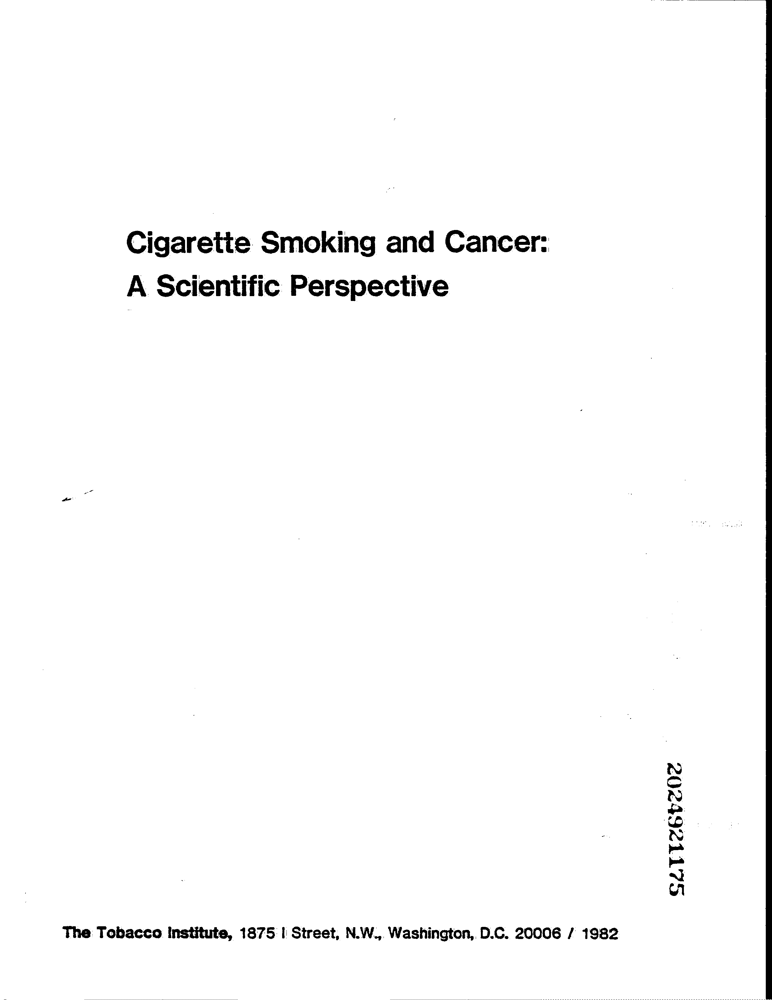 Cigarette Smoking and Cancer:
A Scientific Perspective
2024921175
The Tobacco Institute, 1875 I Street, N.W., Washington, D.C. 20006 / 1982